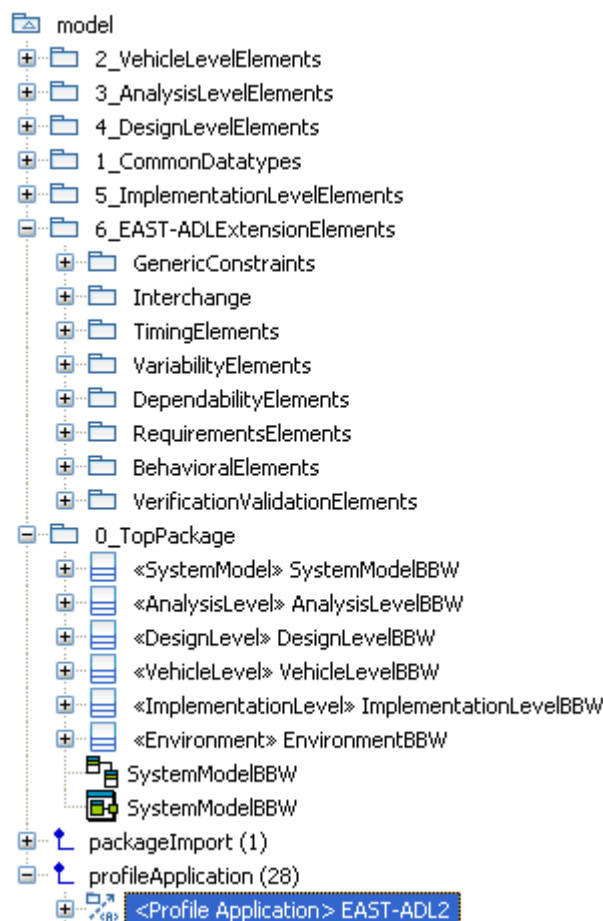 model
2_VehicleLevelElements
3_AnalysisLevelElements
4_DesignLevelElements
1_CommonDatatypes
5_ImplementationLevelElements
6_EAST-ADLExtensionElements
GenericConstraints
Interchange
TimingElements
VariabilityElements
DependabilityElements
RequirementsElements
BehavioralElements
VerificationValidationElements
0_TopPackage
«SystemModel» SystemModelBBW
«AnalysisLevel» AnalysisLevelBBW
«DesignLevel» DesignLevelBBW
«VehicleLevel» VehicleLevelBBW
«ImplementationLevel» ImplementationLevelBBW
«Environment» EnvironmentBBW
SystemModelBBW
SystemModelBBW
packageImport (1)
profileApplication (28)
<Profile Application> EAST-ADL2